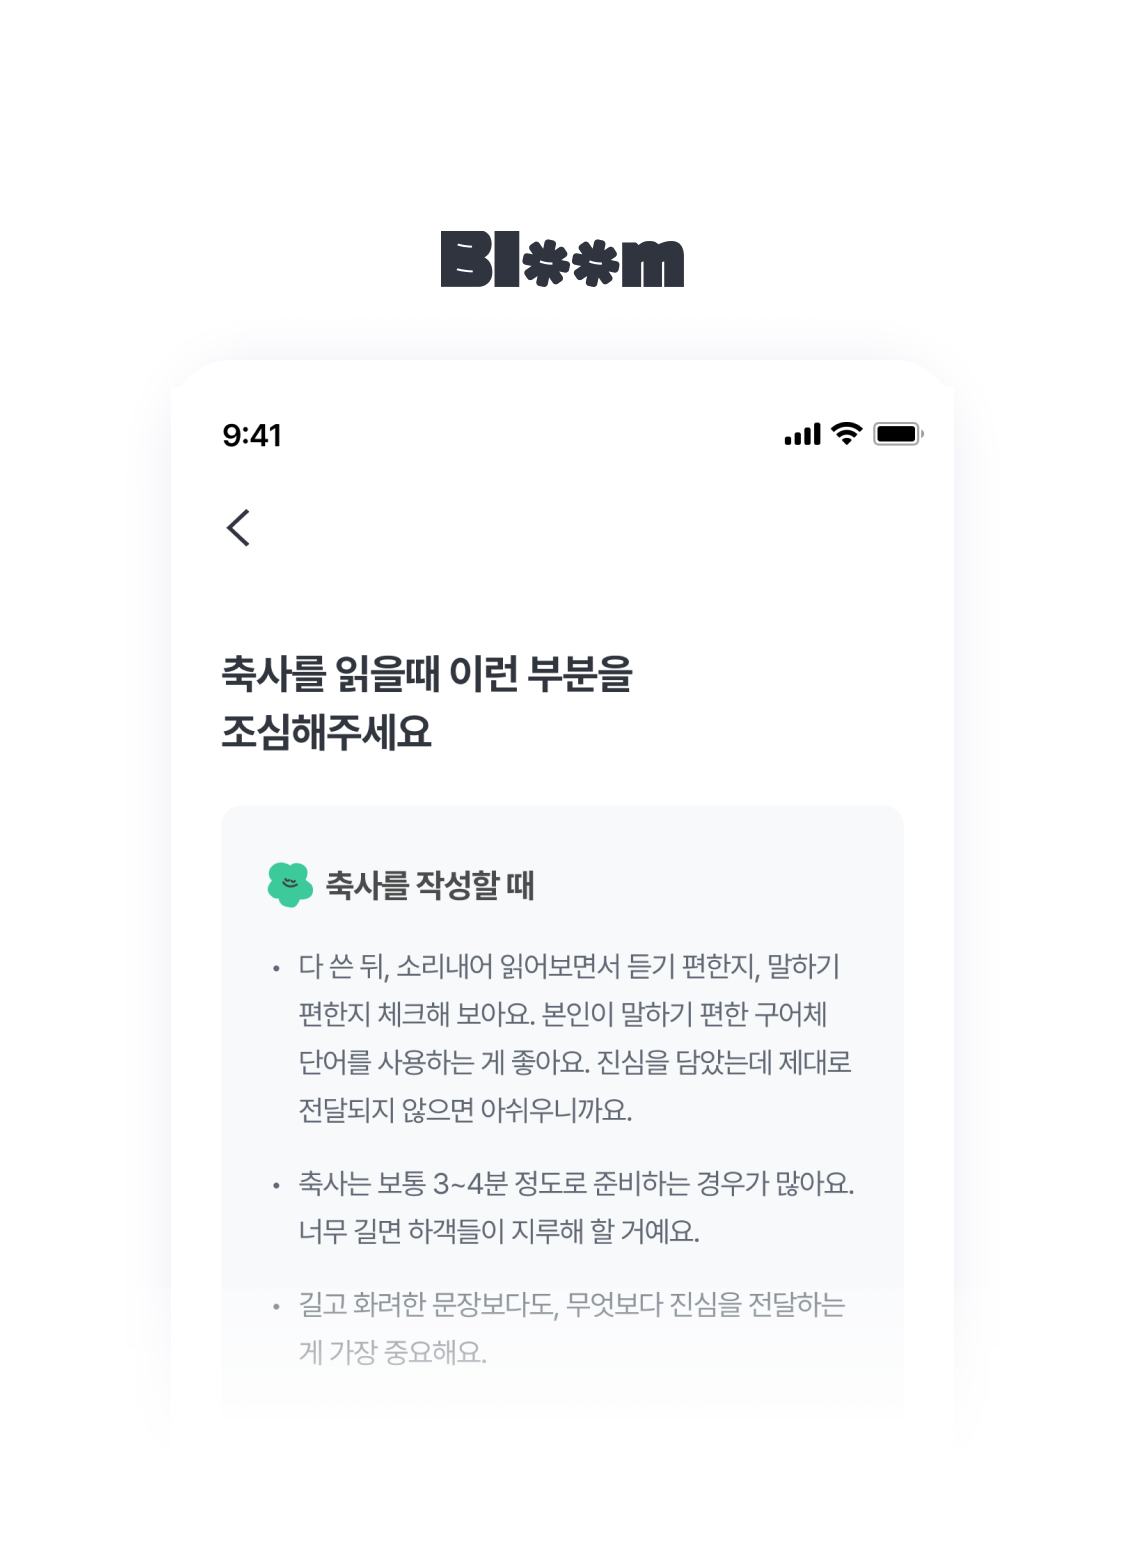 Bloom
9:41
축사를 읽을때 이런 부분을
조심해주세요
축사를 작성할 때
• 다 쓴 뒤, 소리내어 읽어보면서 듣기 편한지, 말하기
편한지 체크해 보아요. 본인이 말하기 편한 구어체
단어를 사용하는 게 좋아요. 진심을 담았는데 제대로
전달되지 않으면 아쉬우니까요.
• 축사는 보통 3~4분 정도로 준비하는 경우가 많아요.
너무 길면 하객들이 지루해 할 거예요.
• 길고 화려한 문장보다도, 무엇보다 진심을 전달하는
게 가장 중요해요.